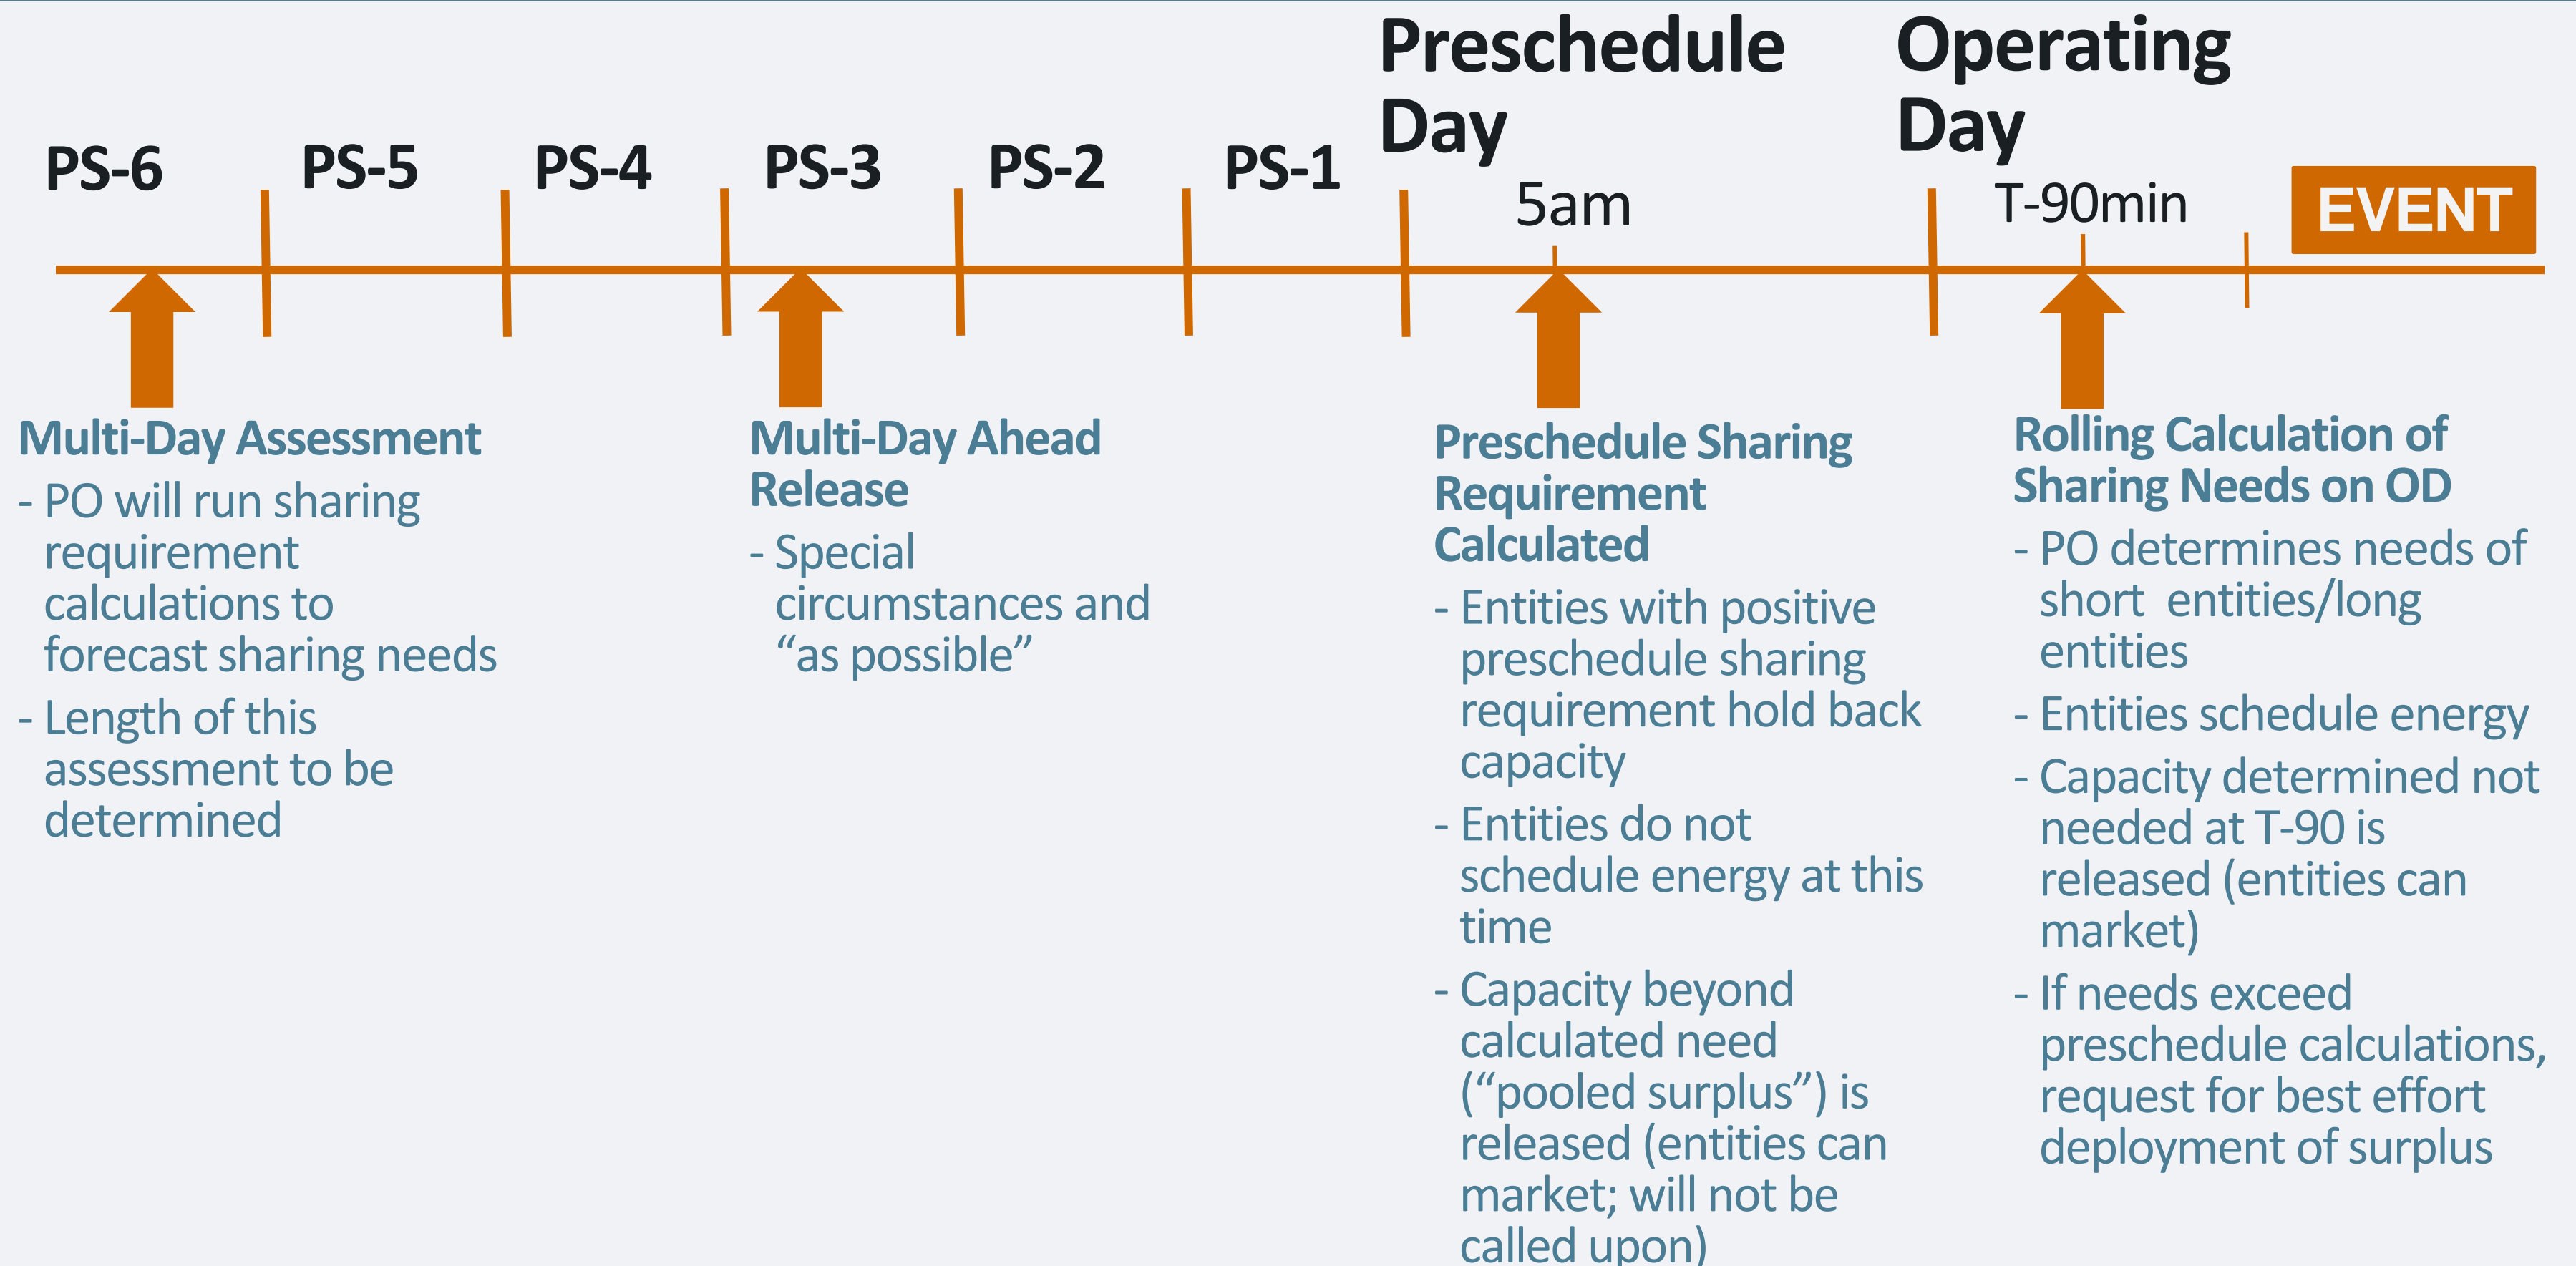 Preschedule
Day
Operating
Day
PS-6
PS-5
PS-4
PS-3
PS-2
PS-1
5am
T-90min
EVENT
Multi-Day Assessment
- PO will run sharing
requirement
calculations to
forecast sharing needs
- Length of this
assessment to be
determined
Multi-Day Ahead
Release
- Special
circumstances and
“as possible”
Preschedule Sharing
Requirement
Calculated
- Entities with positive
preschedule sharing
requirement hold back
capacity
- Entities do not
schedule energy at this
time
- Capacity beyond
calculated need
(“pooled surplus”) is
released (entities can
market; will not be
called upon)
Rolling Calculation of
Sharing Needs on OD
- PO determines needs of
short  entities/long
entities
- Entities schedule energy
- Capacity determined not
needed at T-90 is
released (entities can
market)
- If needs exceed
preschedule calculations,
request for best effort
deployment of surplus